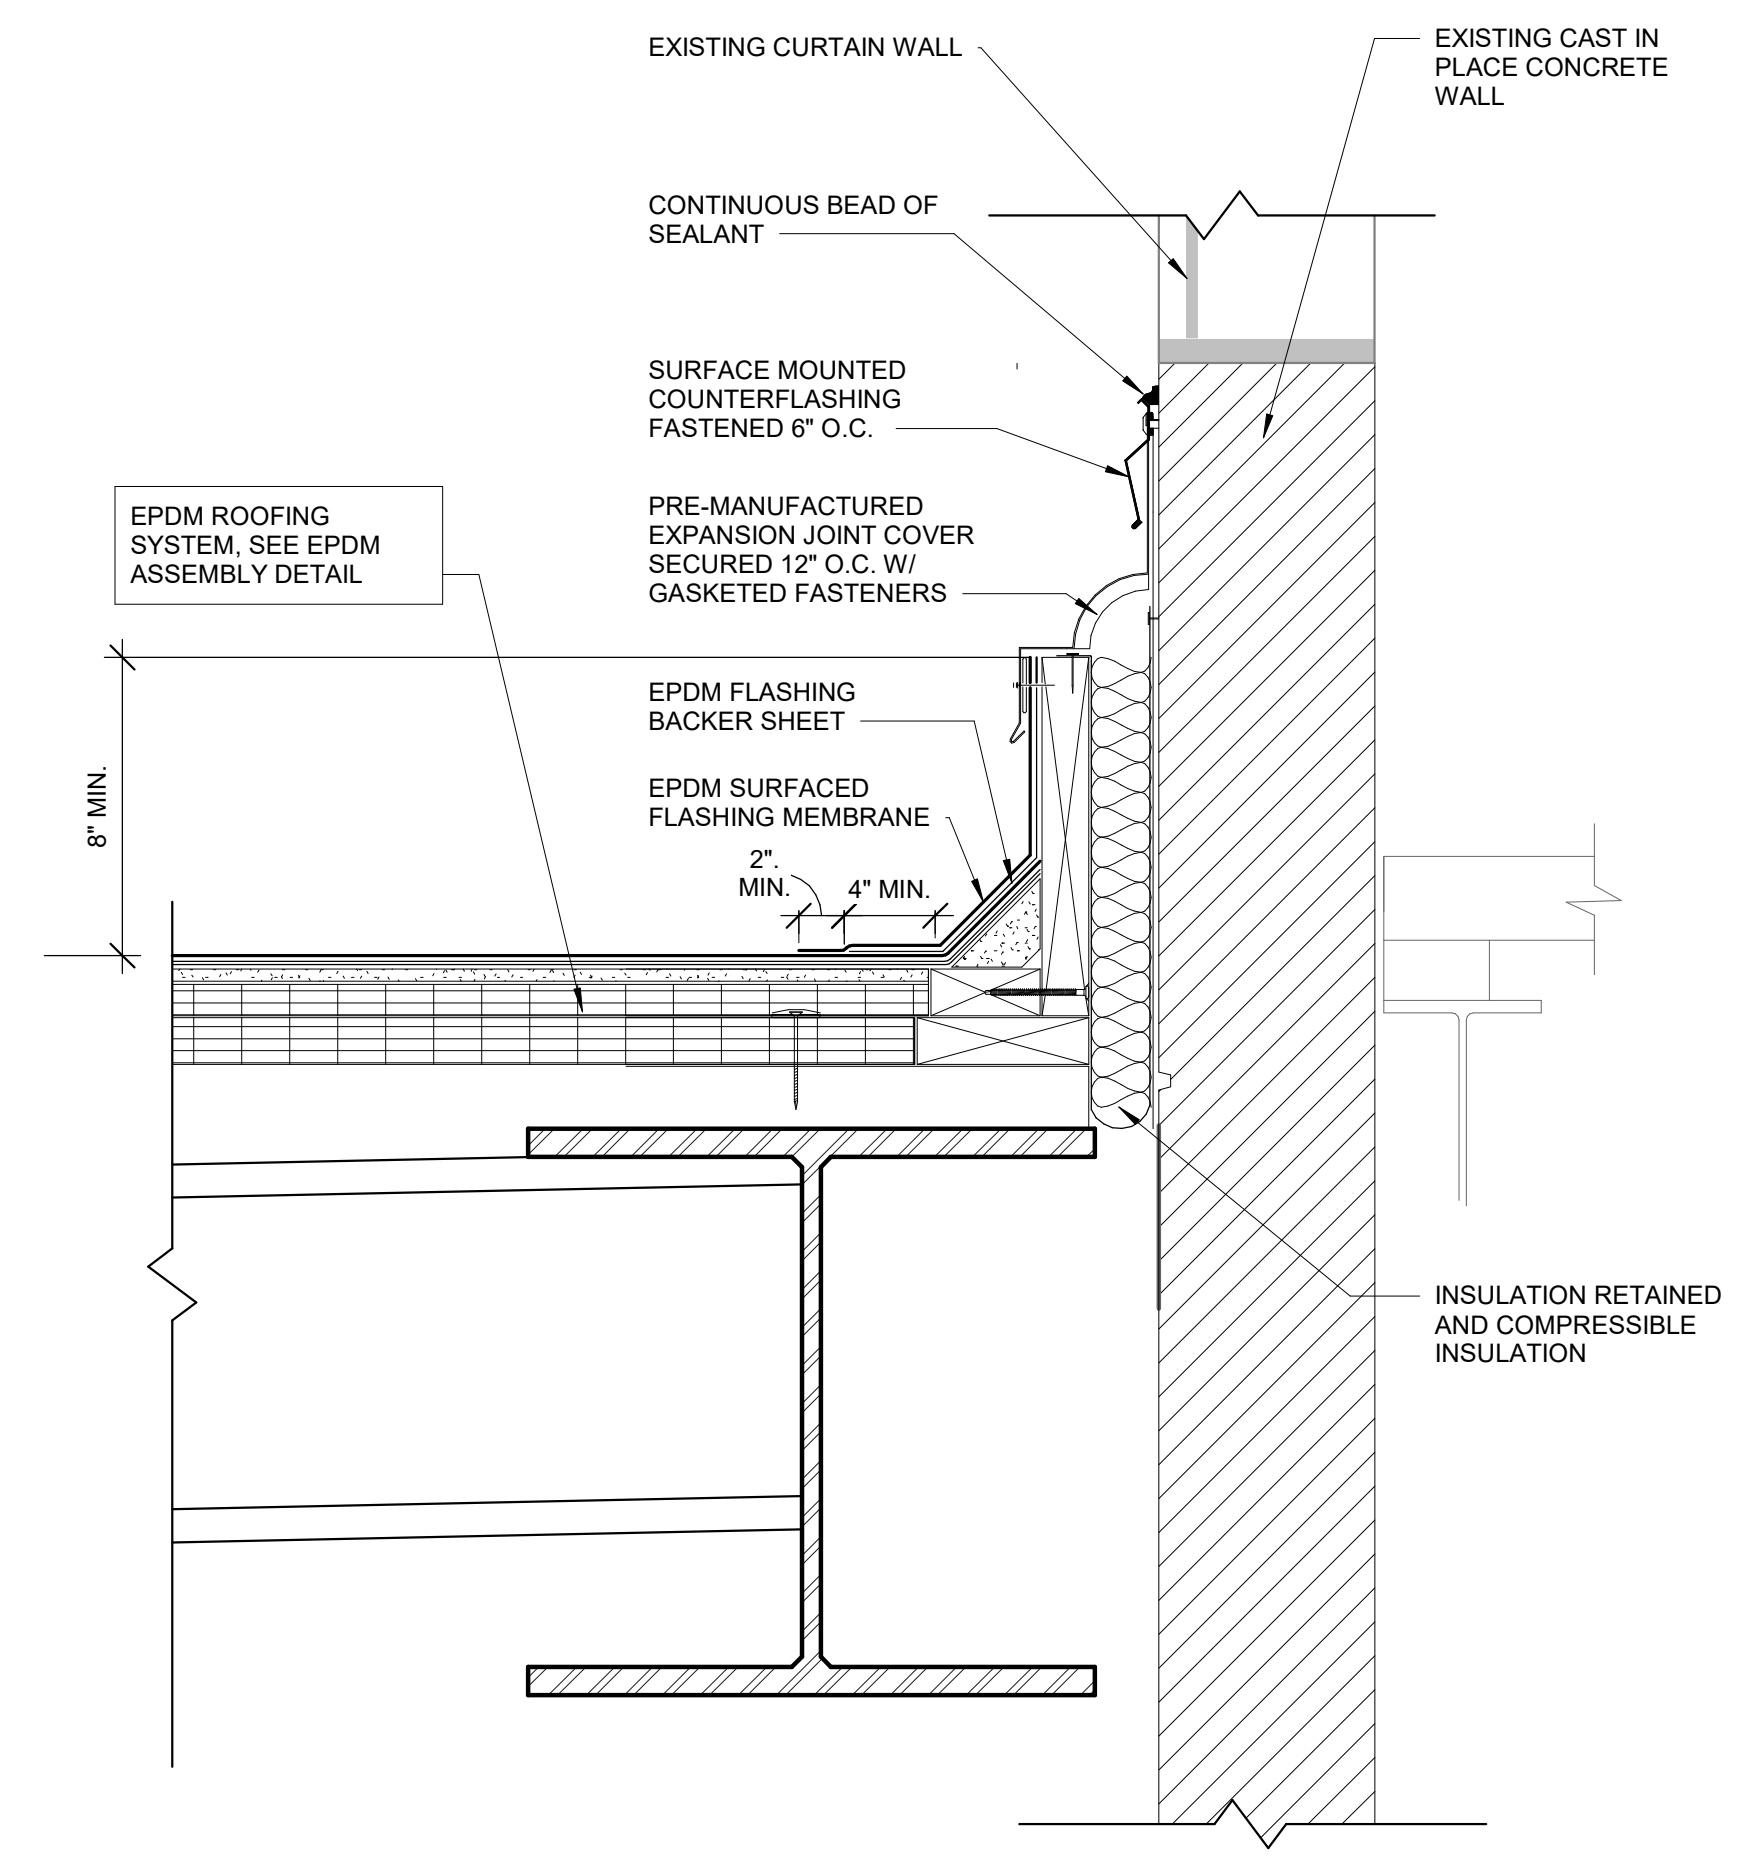 EXISTING CURTAIN WALL
EXISTING CAST IN
PLACE CONCRETE
WALL
CONTINUOUS BEAD OF
SEALANT
SURFACE MOUNTED
COUNTERFLASHING
FASTENED 6" O.C.
EPDM ROOFING
SYSTEM, SEE EPDM
ASSEMBLY DETAIL
PRE-MANUFACTURED
EXPANSION JOINT COVER
SECURED 12" O.C. W/
GASKETED FASTENERS
EPDM FLASHING
BACKER SHEET
8" MIN.
EPDM SURFACED
FLASHING MEMBRANE
2".
MIN.
4" MIN.
INSULATION RETAINED
AND COMPRESSIBLE
INSULATION